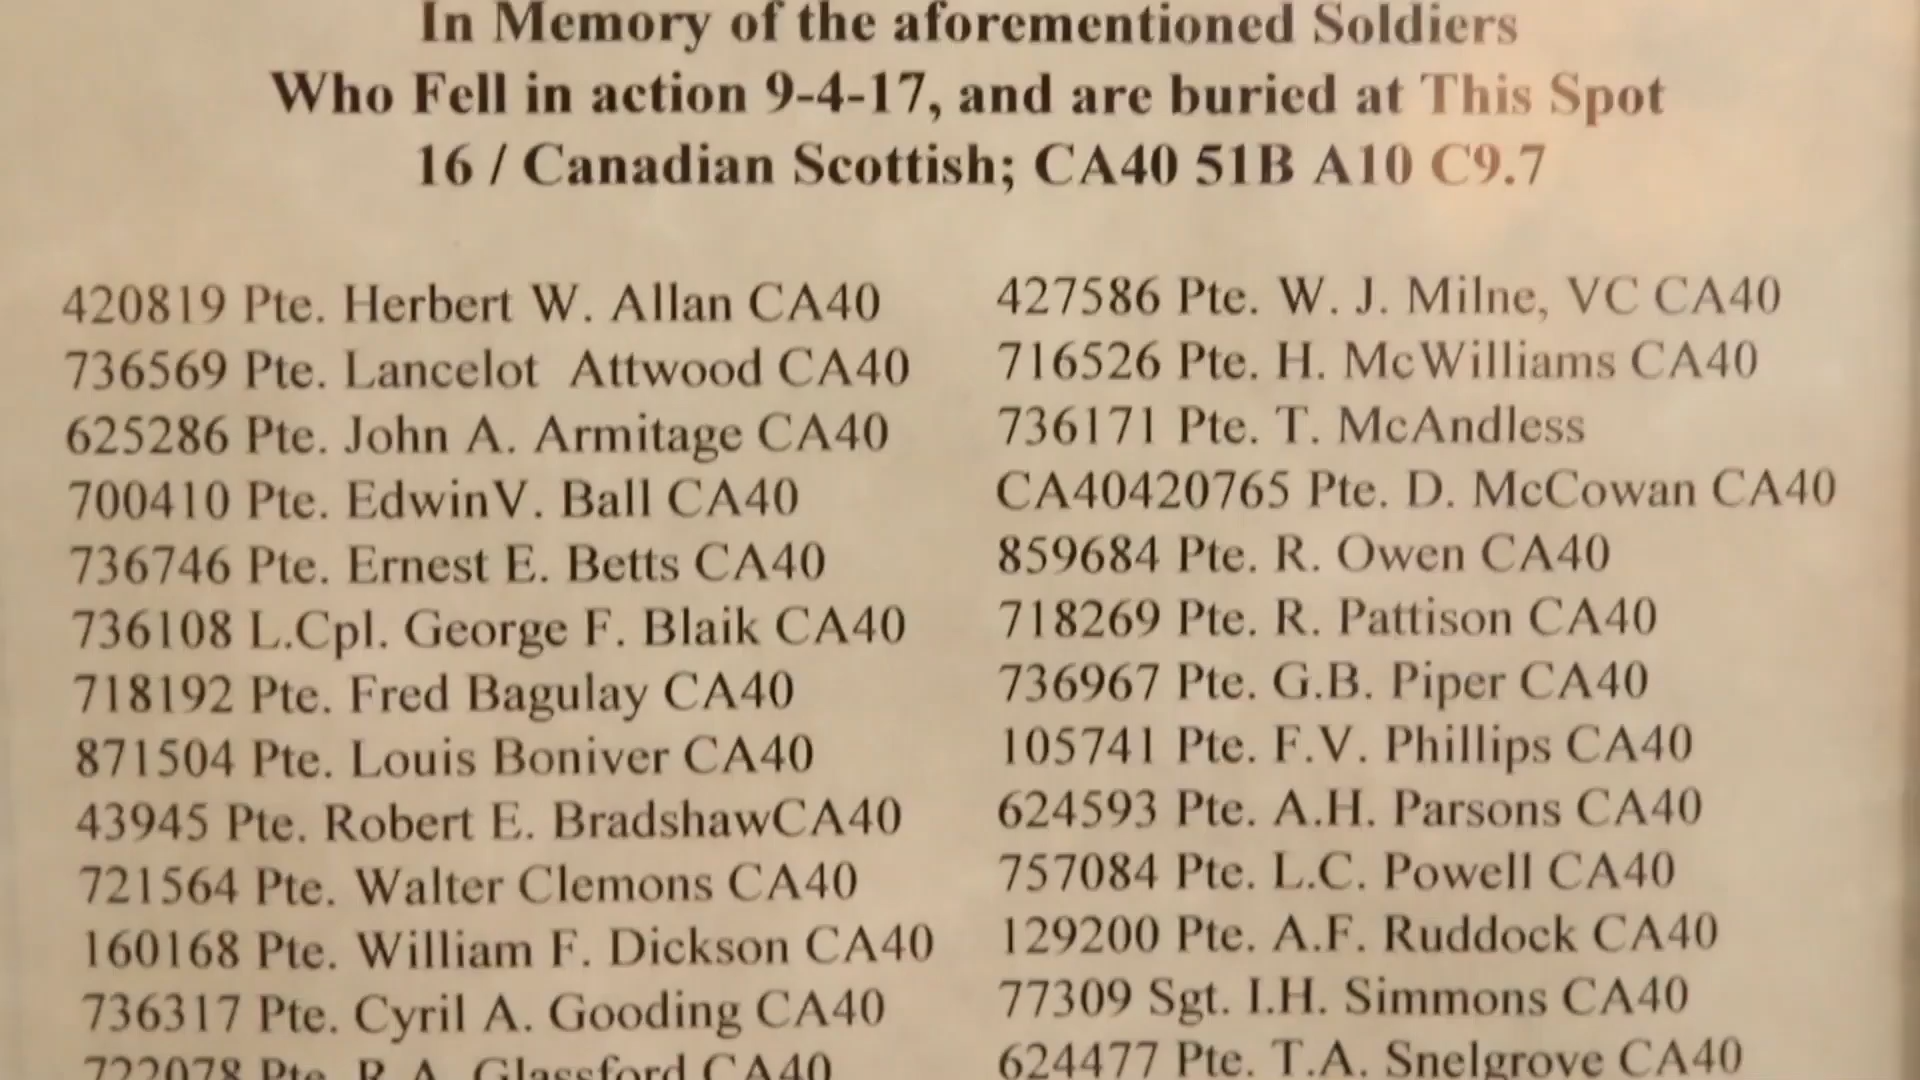 In Memory of the aforementioned Soldiers
Who Fell in action 9-4-17, and are buried at This Spot
16 / Canadian Scottish; CA40 51B A10 C9.7
420819 Pte. Herbert W. Allan CA40
736569 Pte. Lancelot Attwood CA40
625286 Pte. John A. Armitage CA40
700410 Pte. EdwinV. Ball CA40
736746 Pte. Ernest E. Betts CA40
736108 L.Cpl. George F. Blaik CA40
718192 Pte. Fred Bagulay CA40
871504 Pte. Louis Boniver CA40
43945 Pte. Robert E. BradshawCA40
721564 Pte. Walter Clemons CA40
160168 Pte. William F. Dickson CA40
736317 Pte. Cyril A. Gooding CA40
722078 Pte. R.A. Glassford CA40
427586 Pte. W. J. Milne, VC CA40
716526 Pte. H. McWilliams CA40
736171 Pte. T. McAndless
CA40420765 Pte. D. McCowan CA40
859684 Pte. R. Owen CA40
718269 Pte. R. Pattison CA40
736967 Pte. G.B. Piper CA40
105741 Pte. F.V. Phillips CA40
624593 Pte. A.H. Parsons CA40
757084 Pte. L.C. Powell CA40
129200 Pte. A.F. Ruddock CA40
77309 Sgt. I.H. Simmons CA40
624477 Pte. T.A. Snelgrove CA40